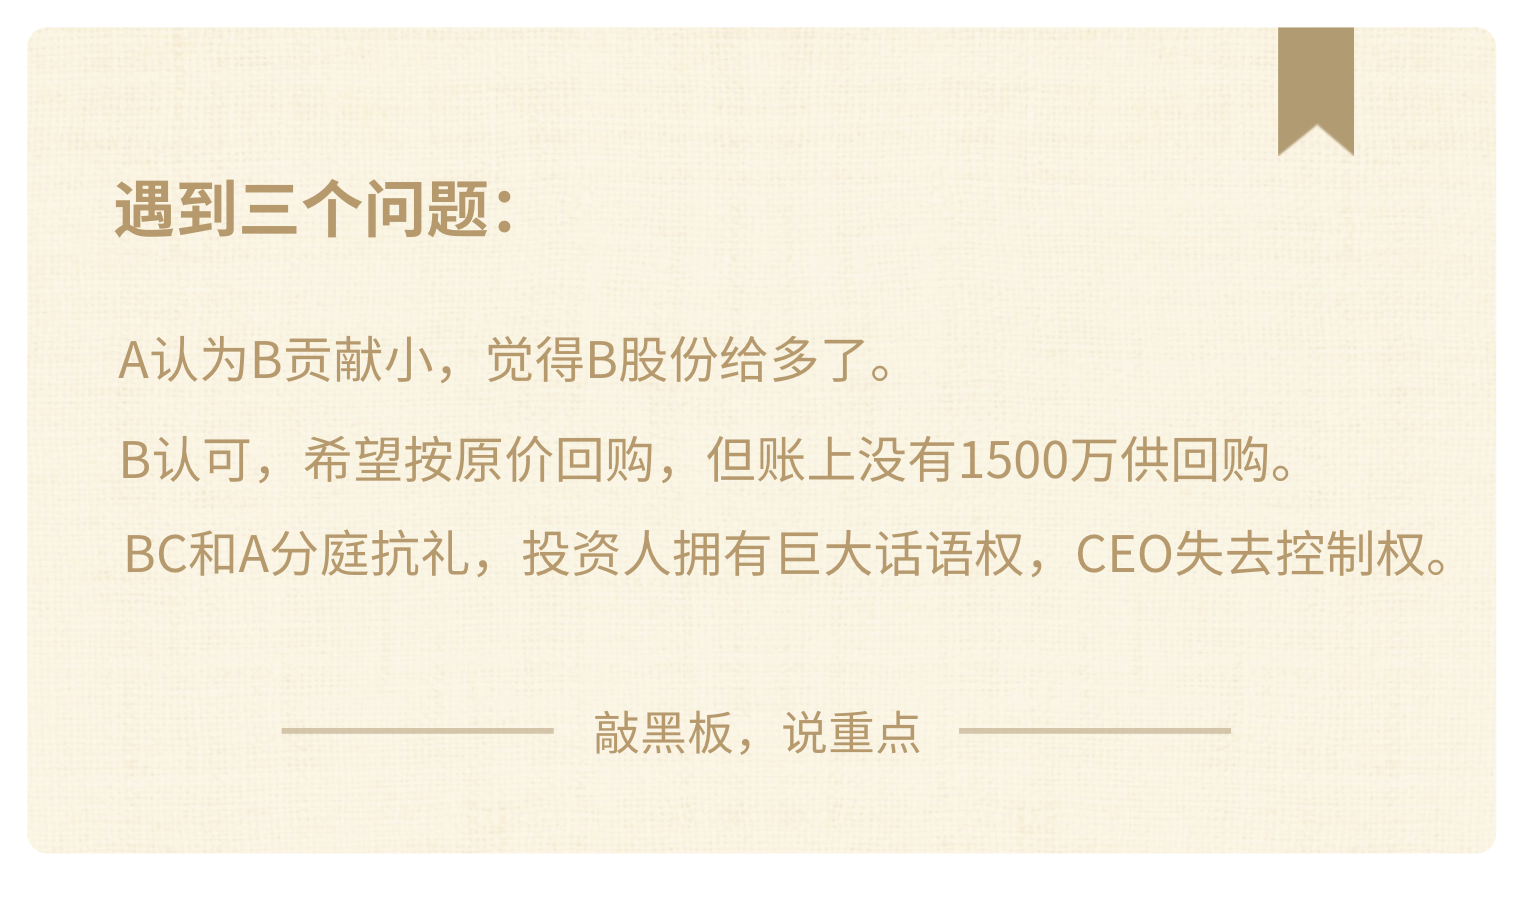 遇到三个问题：
A认为B贡献小，觉得B股份给多了。
B认可，希望按原价回购，但账上没有1500万供回购。
BC和A分庭抗礼，投资人拥有巨大话语权，CEO失去控制权。
敲黑板，说重点